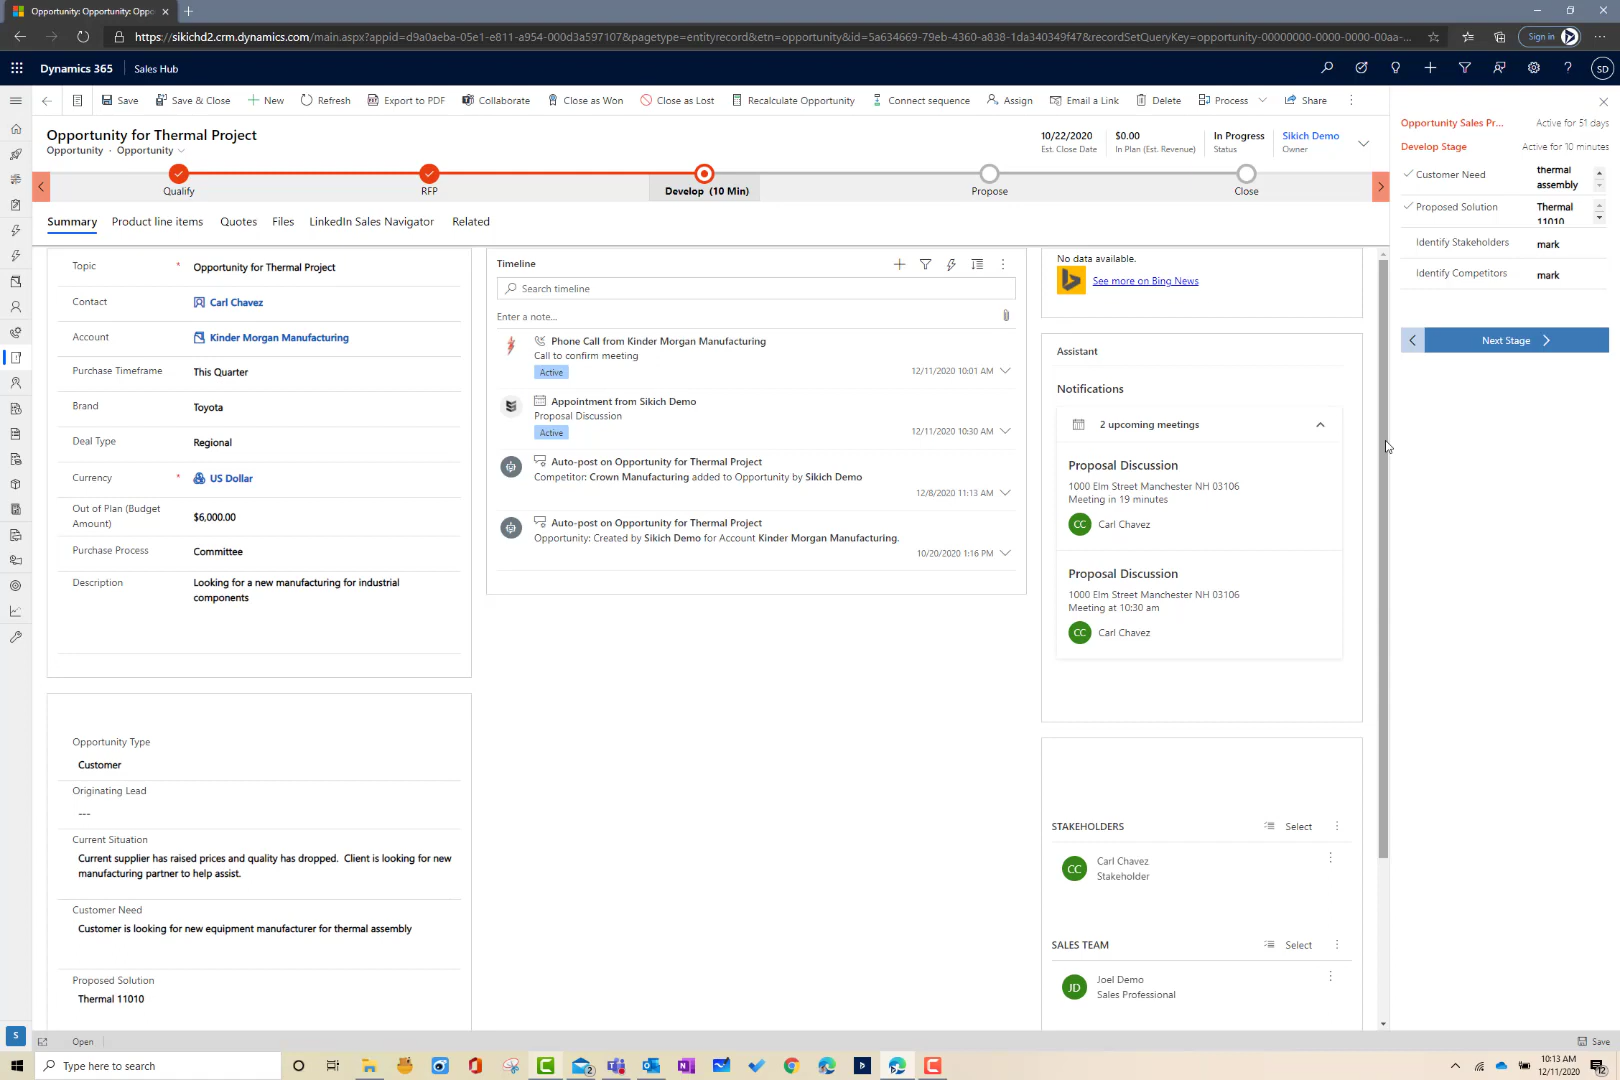 Opportunity: Opportunity: Oppo
https://sikichd2.crm.dynamics.com/main.aspx?appid=d9a0aeba-05e1-e811-a954-000d3a597107&pagetype=entityrecord&etn=opportunity&id=5a634669-79eb-4360-a838-1da340349f47&recordSetQueryKey=opportunity-00000000-0000-0000-00aa-...
Sign in
Dynamics 365
Sales Hub
SD
Save
Save & Close
New
Refresh
Export to PDF
Collaborate
Close as Won
Close as Lost
Recalculate Opportunity
Connect sequence
Assign
Email a Link
Delete
Process
Share
Opportunity for Thermal Project
Opportunity · Opportunity
10/22/2020
Est. Close Date
$0.00
In Plan (Est. Revenue)
In Progress
Status
Sikich Demo
Owner
Qualify
RFP
Develop (10 Min)
Propose
Close
Summary
Product line items
Quotes
Files
LinkedIn Sales Navigator
Related
Topic * Opportunity for Thermal Project
Contact Carl Chavez
Account Kinder Morgan Manufacturing
Purchase Timeframe This Quarter
Brand Toyota
Deal Type Regional
Currency * US Dollar
Out of Plan (Budget
Amount) $6,000.00
Purchase Process Committee
Description Looking for a new manufacturing for industrial
components
Opportunity Type
Customer
Originating Lead
---
Current Situation
Current supplier has raised prices and quality has dropped. Client is looking for new
manufacturing partner to help assist.
Customer Need
Customer is looking for new equipment manufacturer for thermal assembly
Proposed Solution
Thermal 11010
Timeline
Search timeline
Enter a note...
Phone Call from Kinder Morgan Manufacturing
Call to confirm meeting
Active
12/11/2020 10:01 AM
Appointment from Sikich Demo
Proposal Discussion
Active
12/11/2020 10:30 AM
Auto-post on Opportunity for Thermal Project
Competitor: Crown Manufacturing added to Opportunity by Sikich Demo
12/8/2020 11:13 AM
Auto-post on Opportunity for Thermal Project
Opportunity: Created by Sikich Demo for Account Kinder Morgan Manufacturing.
10/20/2020 1:16 PM
No data available.
See more on Bing News
Assistant
Notifications
2 upcoming meetings
Proposal Discussion
1000 Elm Street Manchester NH 03106
Meeting in 19 minutes
CC Carl Chavez
Proposal Discussion
1000 Elm Street Manchester NH 03106
Meeting at 10:30 am
CC Carl Chavez
STAKEHOLDERS
Select
CC
Carl Chavez
Stakeholder
SALES TEAM
Select
JD
Joel Demo
Sales Professional
Opportunity Sales Pr...
Active for 51 days
Develop Stage
Active for 10 minutes
Customer Need thermal
assembly
Proposed Solution Thermal
11010
Identify Stakeholders mark
Identify Competitors mark
Next Stage
S
Open
Save
Type here to search
2
10:13 AM
12/11/2020
12